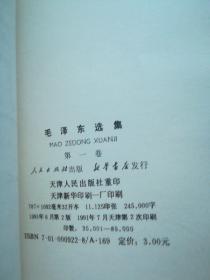 毛泽东选集
MAO ZEDONG XUANJI
第一卷
人民出版社出版 新华书店发行
天津人民出版社重印
天津新华印刷一厂印刷
787×1092毫米32开本 11.125印张 245,000字
1991年6月第2版 1991年7月天津第2次印刷
印数：35,001—85,000
ISBN 7-01-000922-8/A·169 定价：3.00元